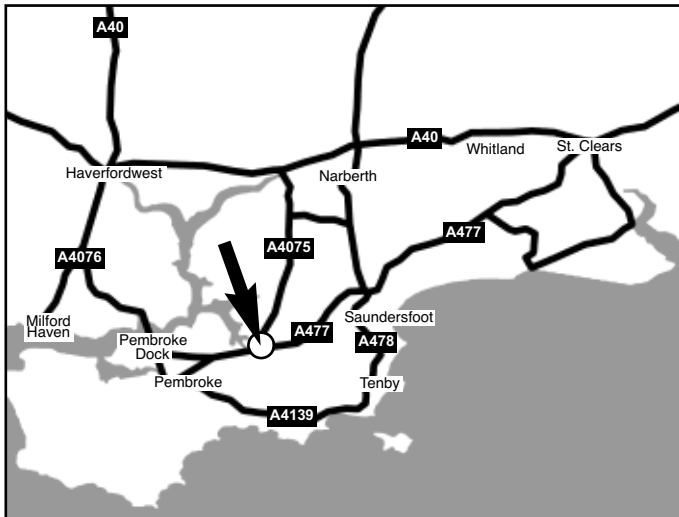 A40
A40
Whitland
St. Clears
Haverfordwest
Narberth
A477
A4075
A4076
Milford
Haven
Saundersfoot
A477
Pembroke
Dock
A478
Pembroke
Tenby
A4139